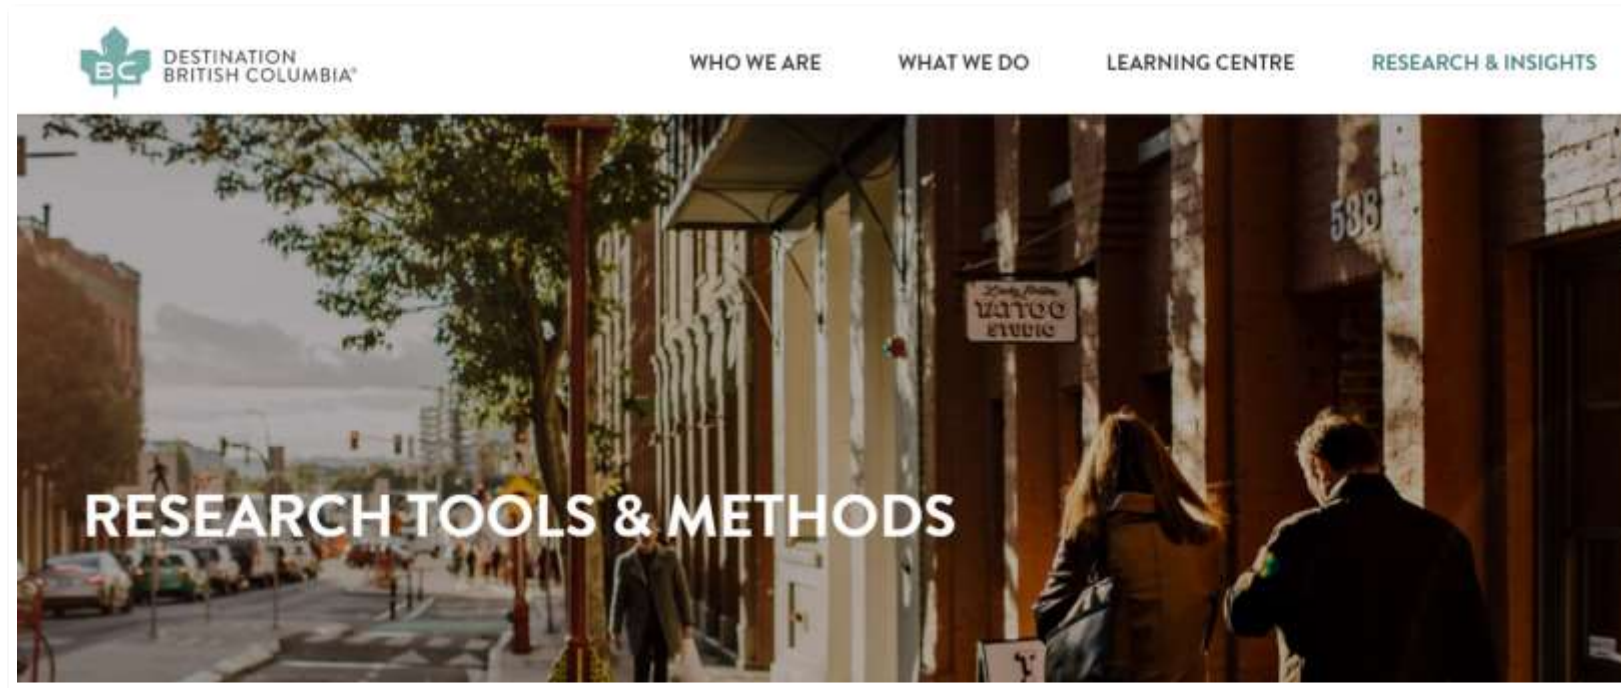 BC
DESTINATION
BRITISH COLUMBIA®
WHO WE ARE
WHAT WE DO
LEARNING CENTRE
RESEARCH & INSIGHTS
538
TATTOO
STUDIO
RESEARCH TOOLS & METHODS